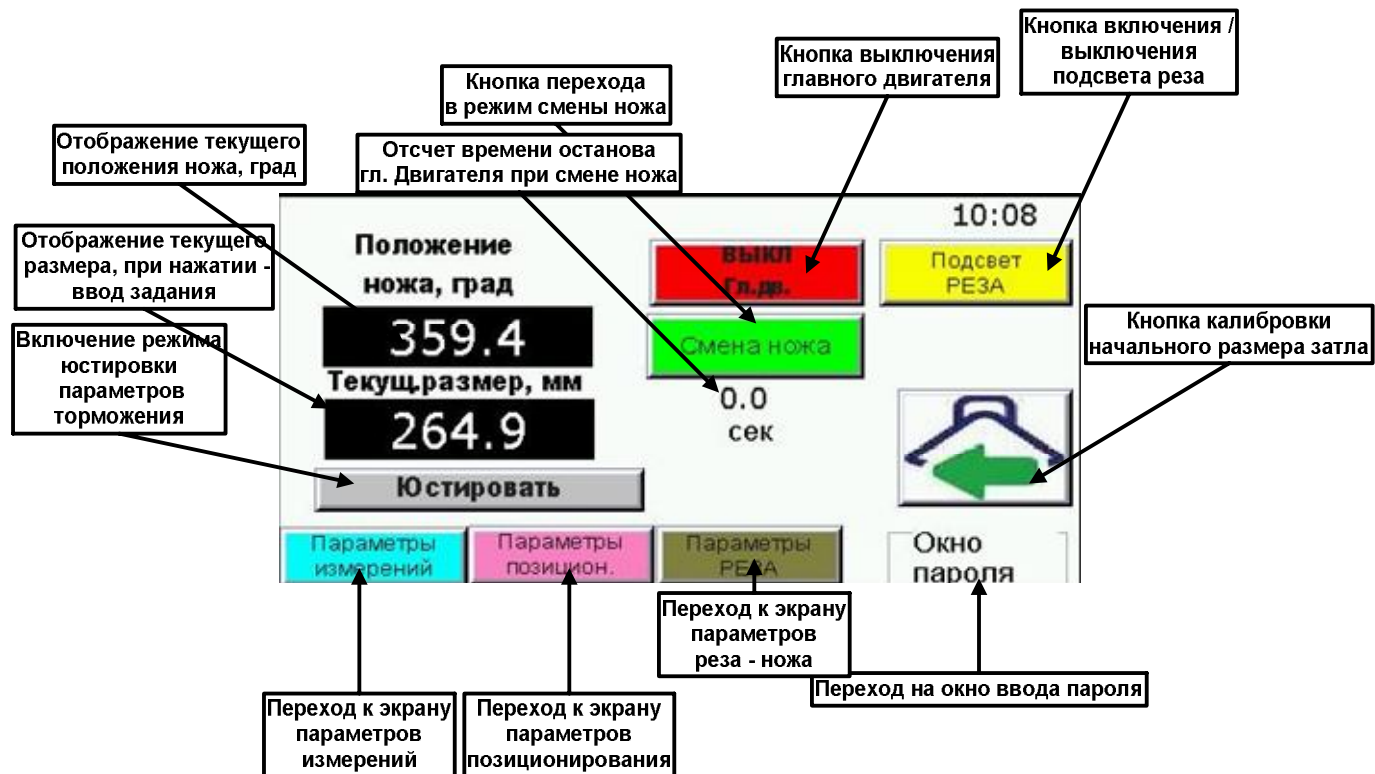 Кнопка включения /
выключения
подсвета реза
Кнопка выключения
главного двигателя
Кнопка перехода
в режим смены ножа
Отображение текущего
положения ножа, град
Отсчет времени останова
гл. Двигателя при смене ножа
Отображение текущего
размера, при нажатии -
ввод задания
Включение режима
юстировки
параметров
торможения
Кнопка калибровки
начального размера затла
10:08
Положение
ножа, град
359.4
Текущ.размер, мм
264.9
Юстировать
ВЫКЛ
Гл.дв.
Подсвет
РЕЗА
Смена ножа
0.0
сек
Параметры
измерений
Параметры
позицион.
Параметры
РЕЗА
Окно
пароля
Переход к экрану
параметров
реза - ножа
Переход на окно ввода пароля
Переход к экрану
параметров
измерений
Переход к экрану
параметров
позиционирования